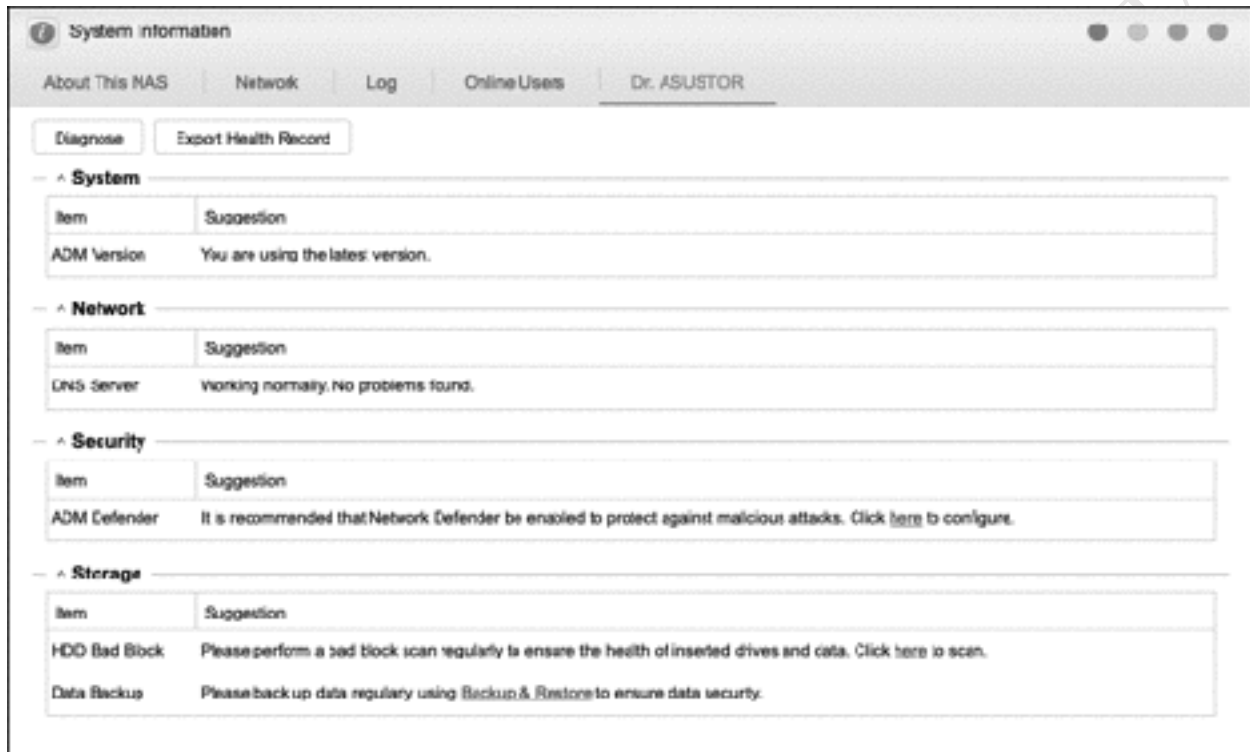 System Information
About This NAS Network Log Online Users Dr. ASUSTOR
Diagnose Export Health Record
System
Item Suggestion
ADM Version You are using the latest version.
Network
Item Suggestion
DNS Server Working normally. No problems found.
Security
Item Suggestion
ADM Defender It is recommended that Network Defender be enabled to protect against malicious attacks. Click here to configure.
Storage
Item Suggestion
HDD Bad Block Please perform a bad block scan regularly to ensure the health of inserted drives and data. Click here to scan.
Data Backup Please back up data regulary using Backup & Restore to ensure data security.